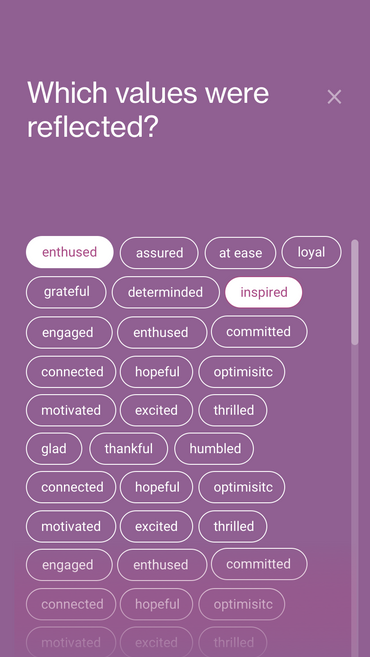 Which values were
reflected?
enthused assured at ease loyal
grateful determinded inspired
engaged enthused committed
connected hopeful optimisitc
motivated excited thrilled
glad thankful humbled
connected hopeful optimisitc
motivated excited thrilled
engaged enthused committed
connected hopeful optimisitc
motivated excited thrilled